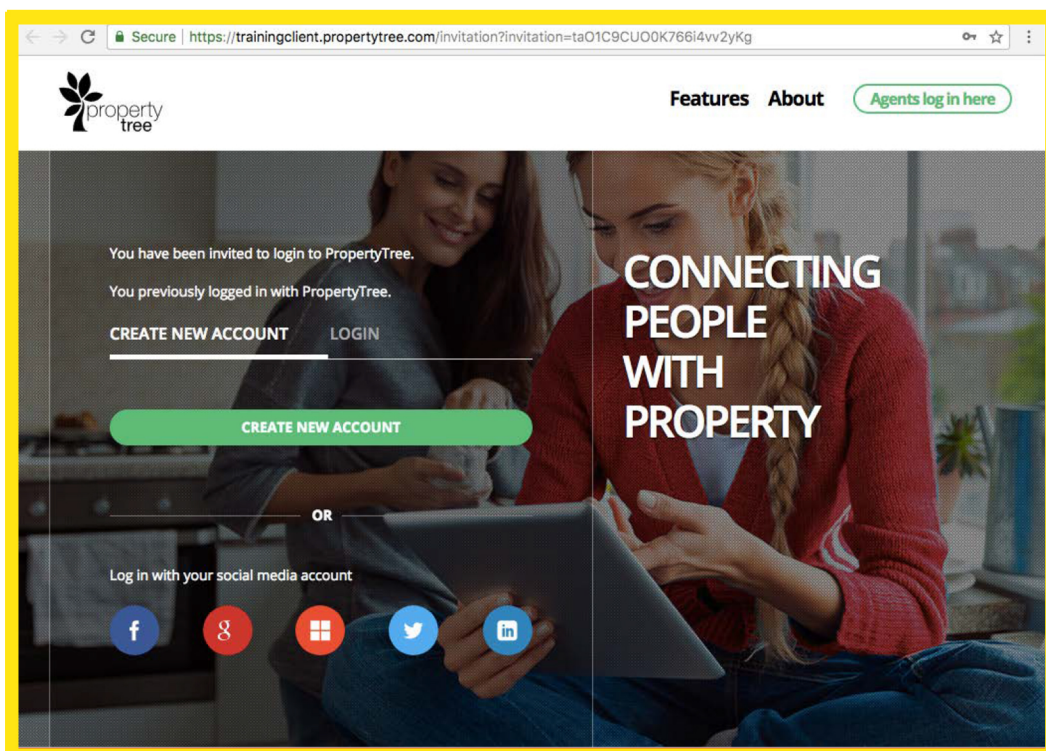 Secure | https://trainingclient.propertytree.com/invitation?invitation=taO1C9CUO0K766i4vv2yKg
property
tree
Features About Agents log in here
You have been invited to login to PropertyTree.
You previously logged in with PropertyTree.
CREATE NEW ACCOUNT LOGIN
CREATE NEW ACCOUNT
OR
Log in with your social media account
f 8 in
CONNECTING
PEOPLE
WITH
PROPERTY